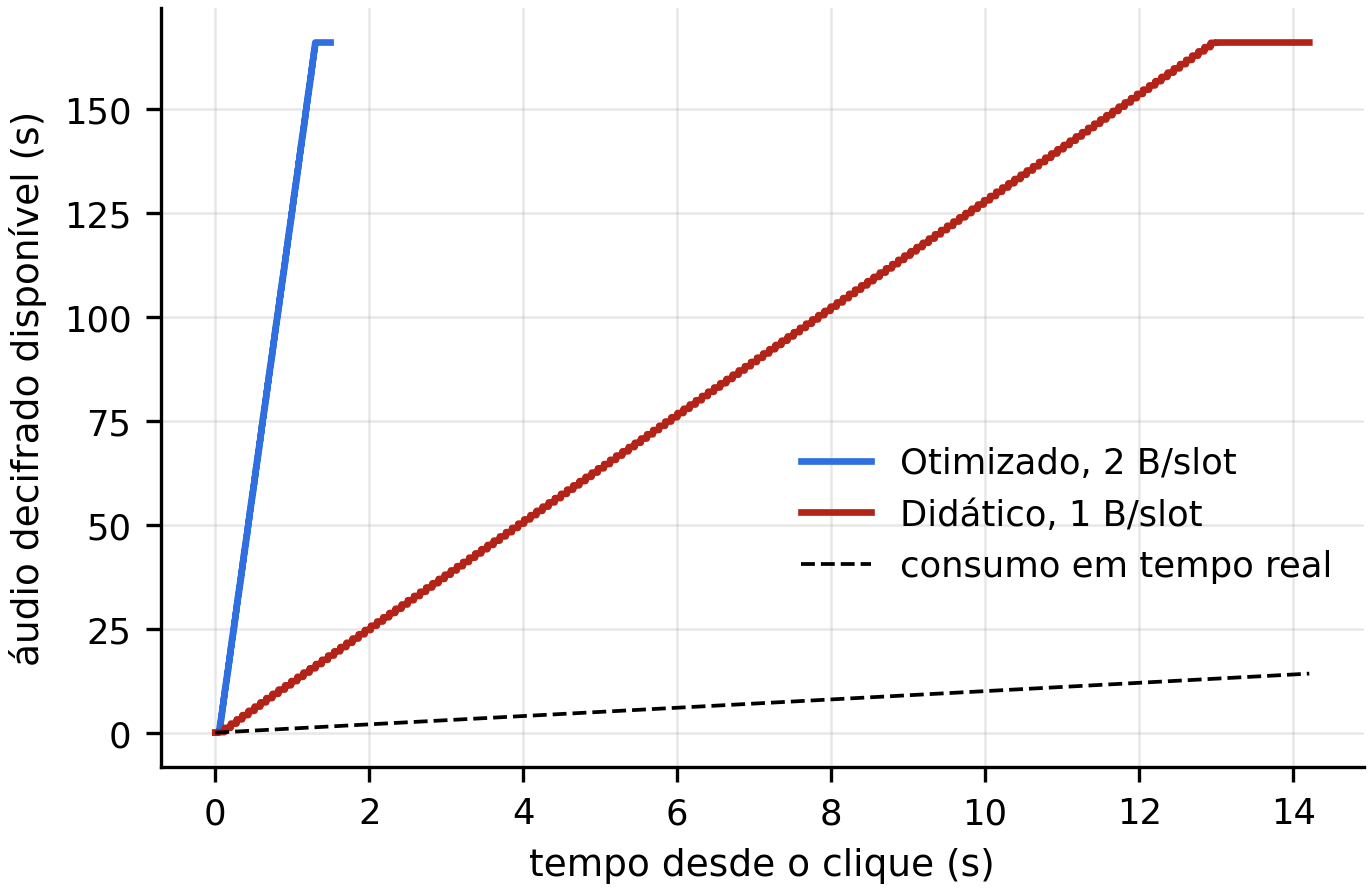 áudio decifrado disponível (s)
150
125
100
75
50
25
0
Otimizado, 2 B/slot
Didático, 1 B/slot
consumo em tempo real
0 2 4 6 8 10 12 14
tempo desde o clique (s)